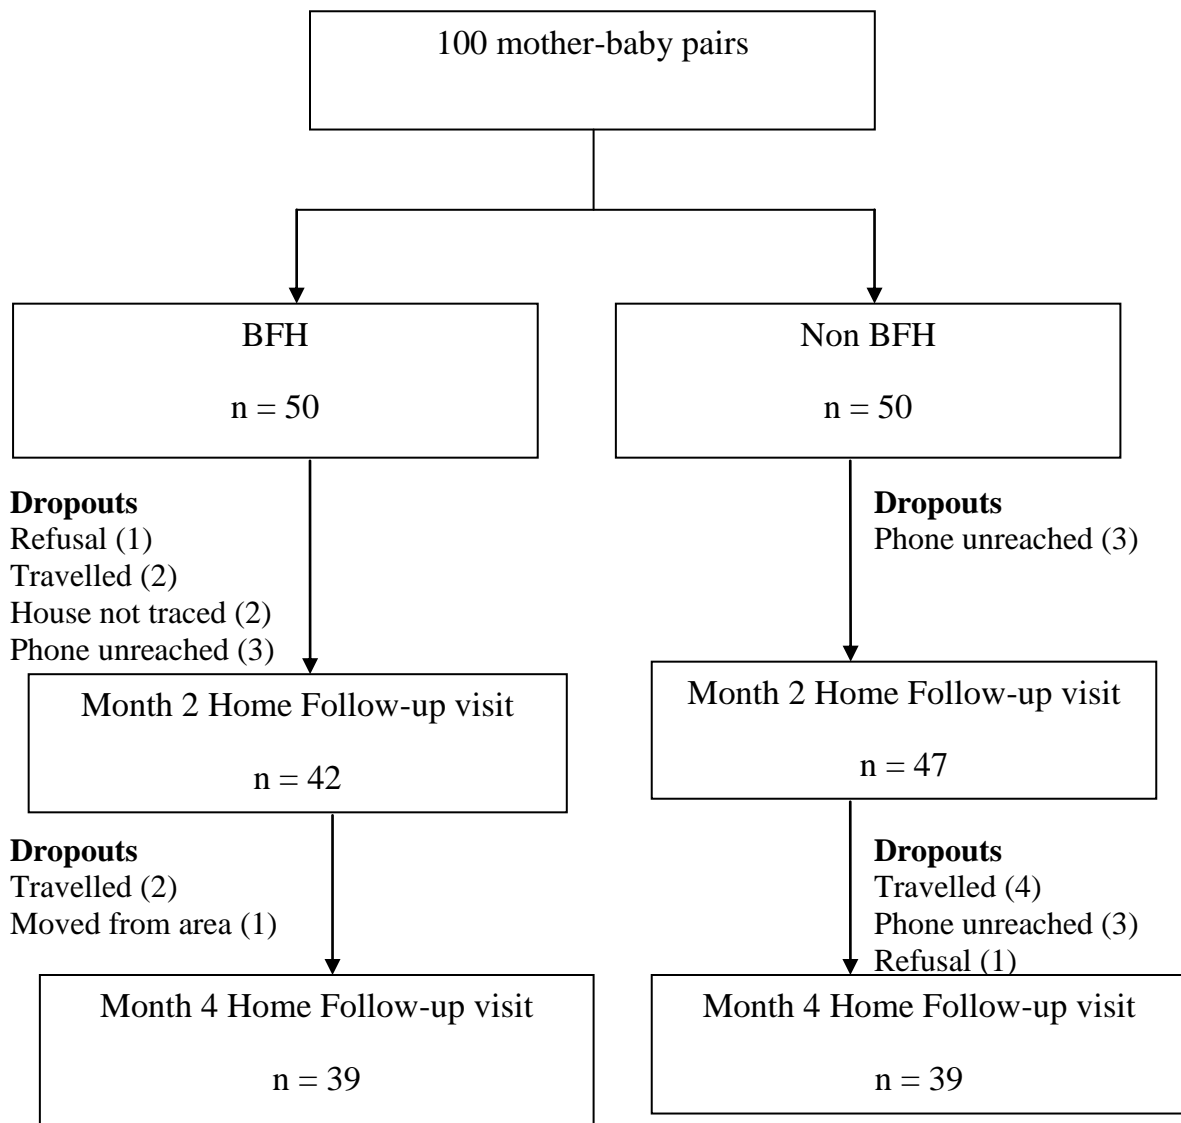 100 mother-baby pairs
BFH
n = 50
Non BFH
n = 50
Dropouts
Refusal (1)
Travelled (2)
House not traced (2)
Phone unreached (3)
Dropouts
Phone unreached (3)
Month 2 Home Follow-up visit
n = 42
Month 2 Home Follow-up visit
n = 47
Dropouts
Travelled (2)
Moved from area (1)
Dropouts
Travelled (4)
Phone unreached (3)
Refusal (1)
Month 4 Home Follow-up visit
n = 39
Month 4 Home Follow-up visit
n = 39